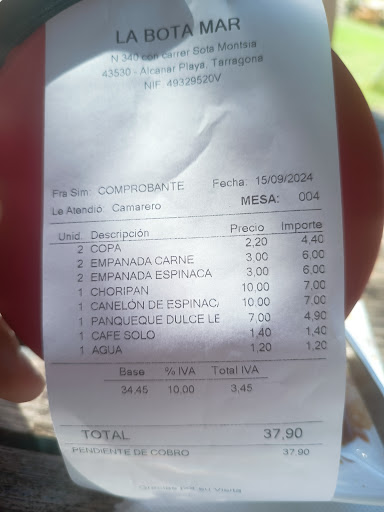 LA BOTA MAR
N 340 con carrer Sota Montsia
43530 - Alcanar Playa, Tarragona
NIF: 49329520V
Fra Sim: COMPROBANTE Fecha: 15/09/2024
Le Atendió: Camarero MESA: 004
Unid. Descripción Precio Importe
2 COPA 2,20 4,40
2 EMPANADA CARNE 3,00 6,00
2 EMPANADA ESPINACA 3,00 6,00
1 CHORIPAN 10,00 7,00
1 CANELÓN DE ESPINAC, 10,00 7,00
1 PANQUEQUE DULCE LE 7,00 4,90
1 CAFE SOLO 1,40 1,40
1 AGUA 1,20 1,20
Base % IVA Total IVA
34,45 10,00 3,45
TOTAL 37,90
PENDIENTE DE COBRO 37,90
Gracias por su Visita